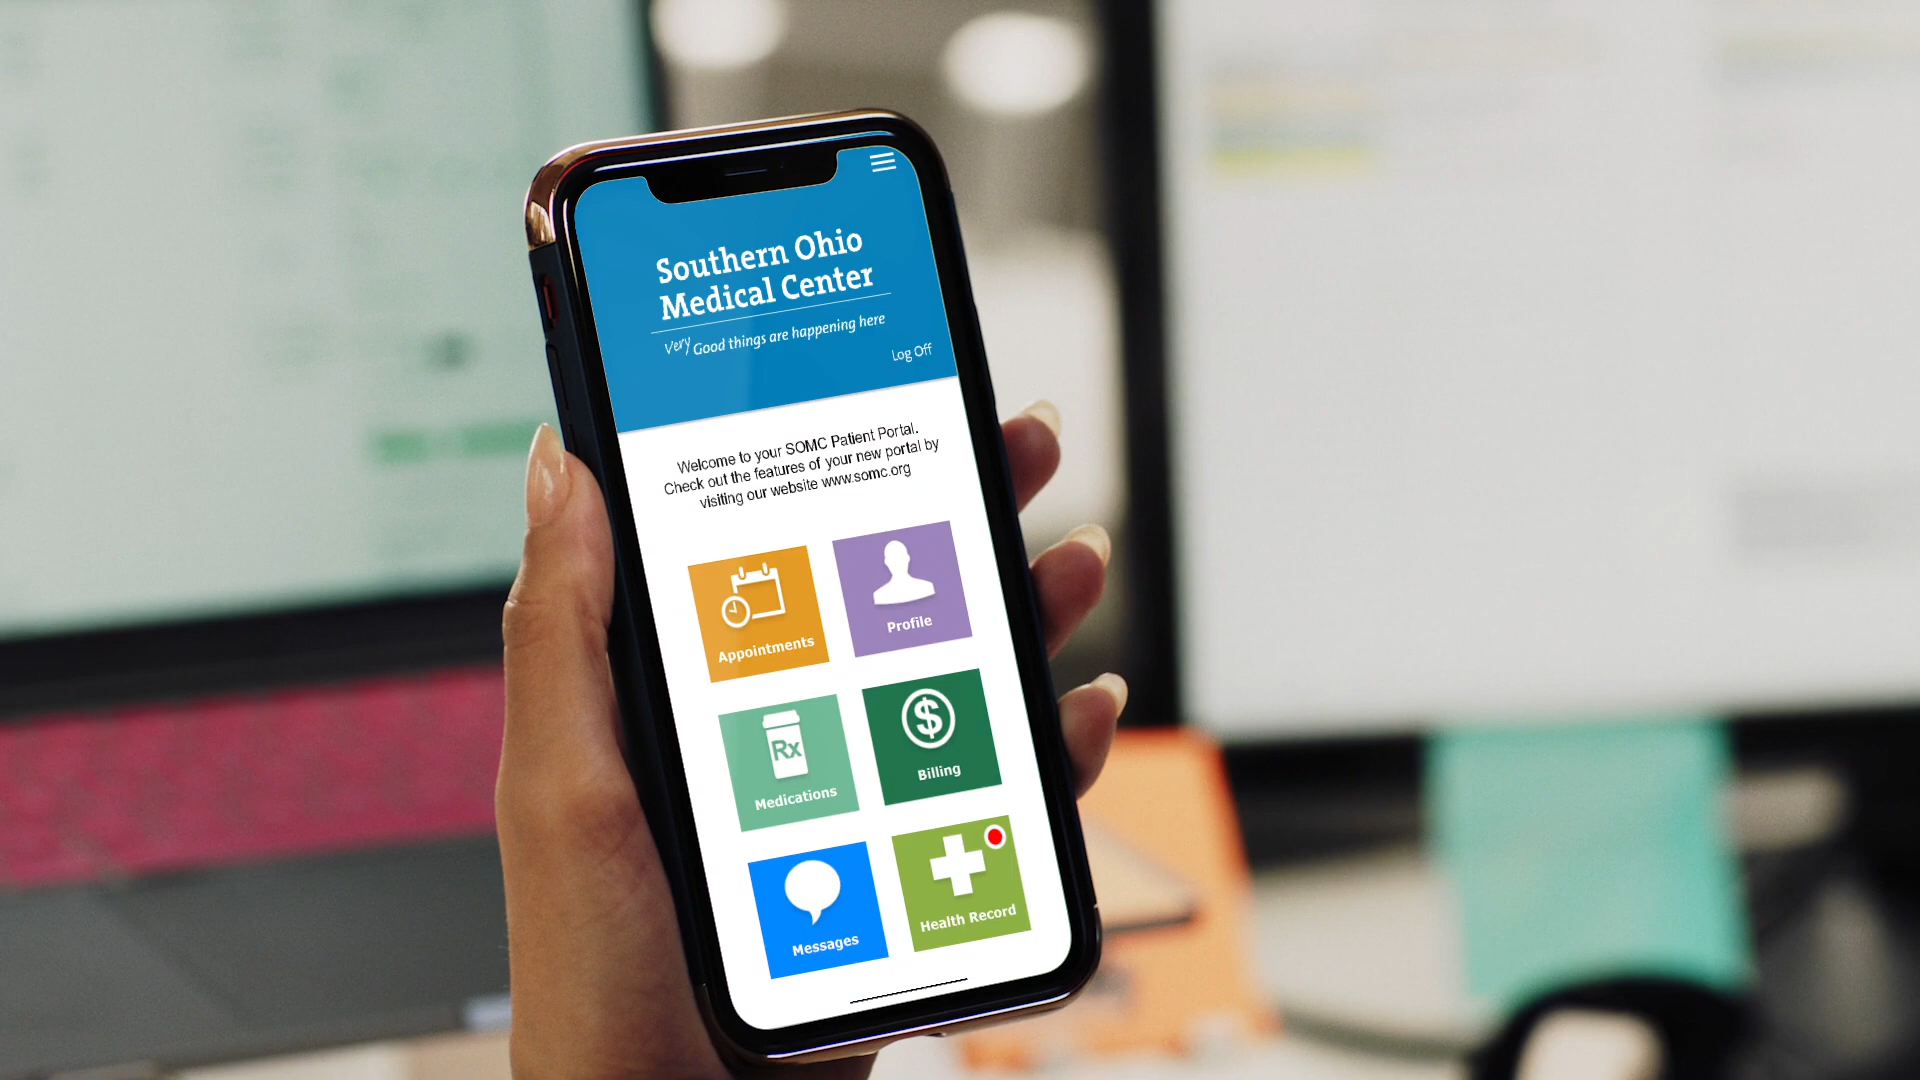 Southern Ohio
Medical Center
Very Good things are happening here
Log Off
Welcome to your SOMC Patient Portal.
Check out the features of your new portal by
visiting our website www.somc.org
Appointments
Profile
Rx
Medications
$
Billing
Messages
Health Record